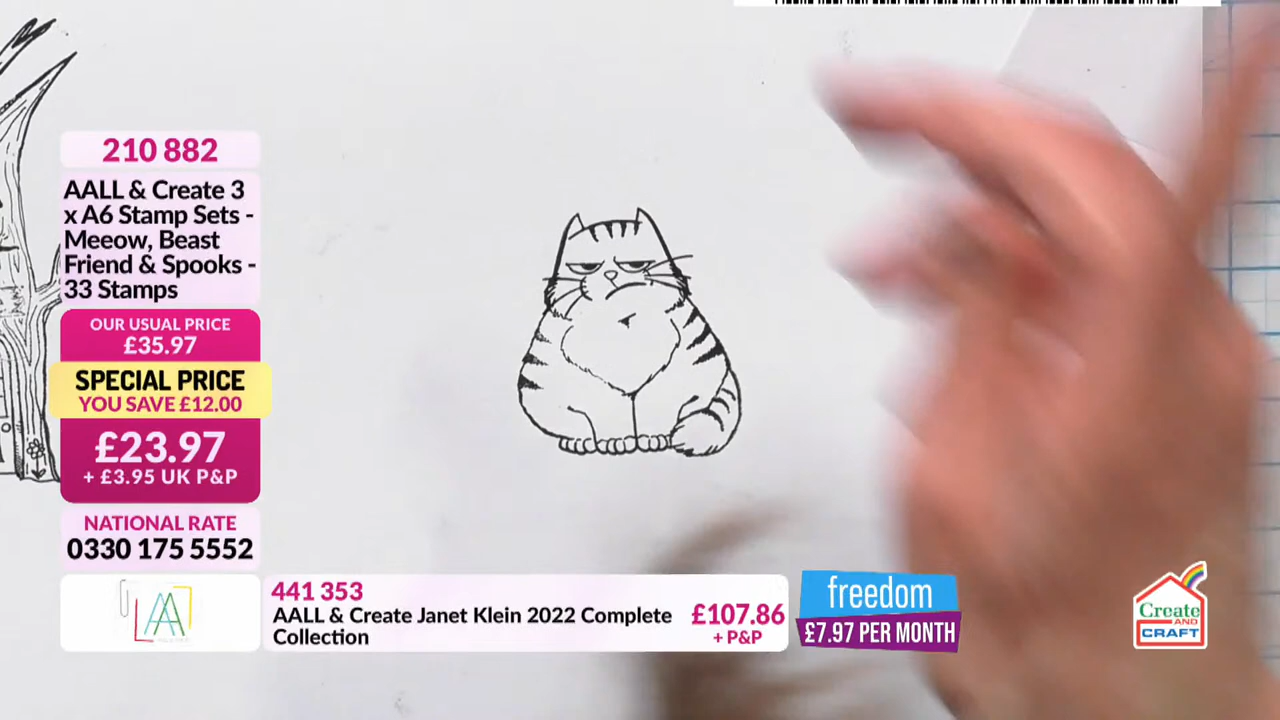 210 882
AALL & Create 3
x A6 Stamp Sets -
Meeow, Beast
Friend & Spooks -
33 Stamps
OUR USUAL PRICE
£35.97
SPECIAL PRICE
YOU SAVE £12.00
£23.97
+ £3.95 UK P&P
NATIONAL RATE
0330 175 5552
441 353
AALL & Create Janet Klein 2022 Complete
Collection
£107.86
+ P&P
freedom
£7.97 PER MONTH
Create
AND
CRAFT